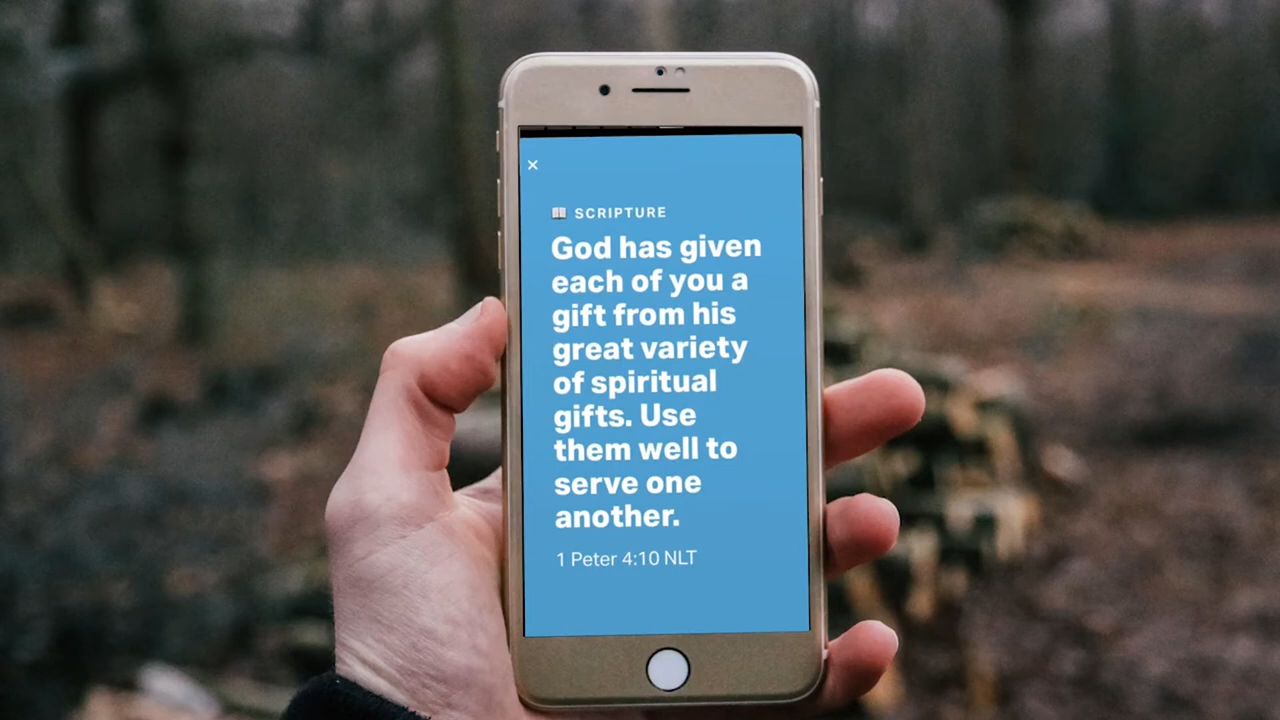 ×
SCRIPTURE
God has given
each of you a
gift from his
great variety
of spiritual
gifts. Use
them well to
serve one
another.
1 Peter 4:10 NLT